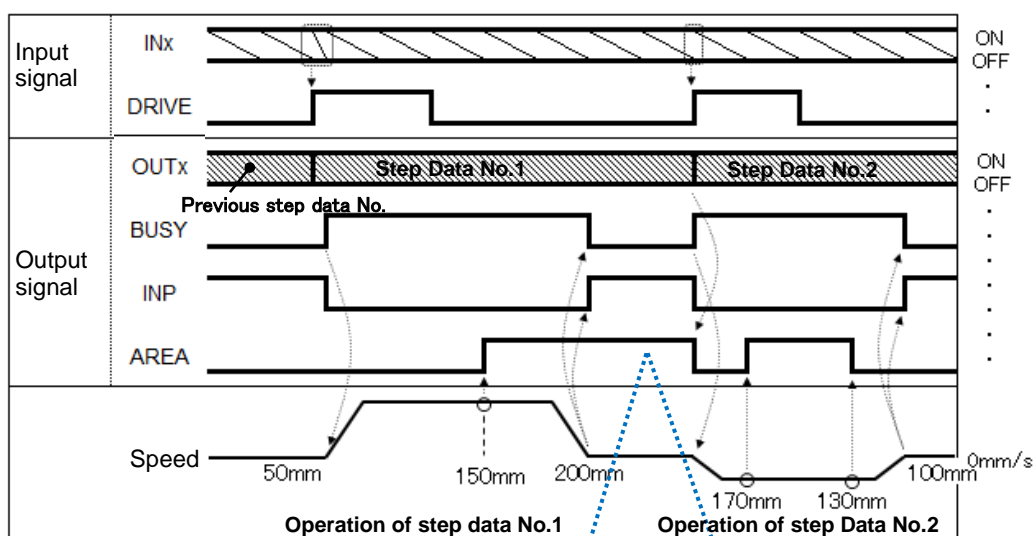 Input
signal
INx
ON
OFF
DRIVE
OUTx
Step Data No.1
Step Data No.2
ON
OFF
Previous step data No.
BUSY
Output
signal
INP
AREA
Speed
50mm
150mm
200mm
170mm
130mm
100mm
0mm/s
Operation of step data No.1
Operation of step Data No.2